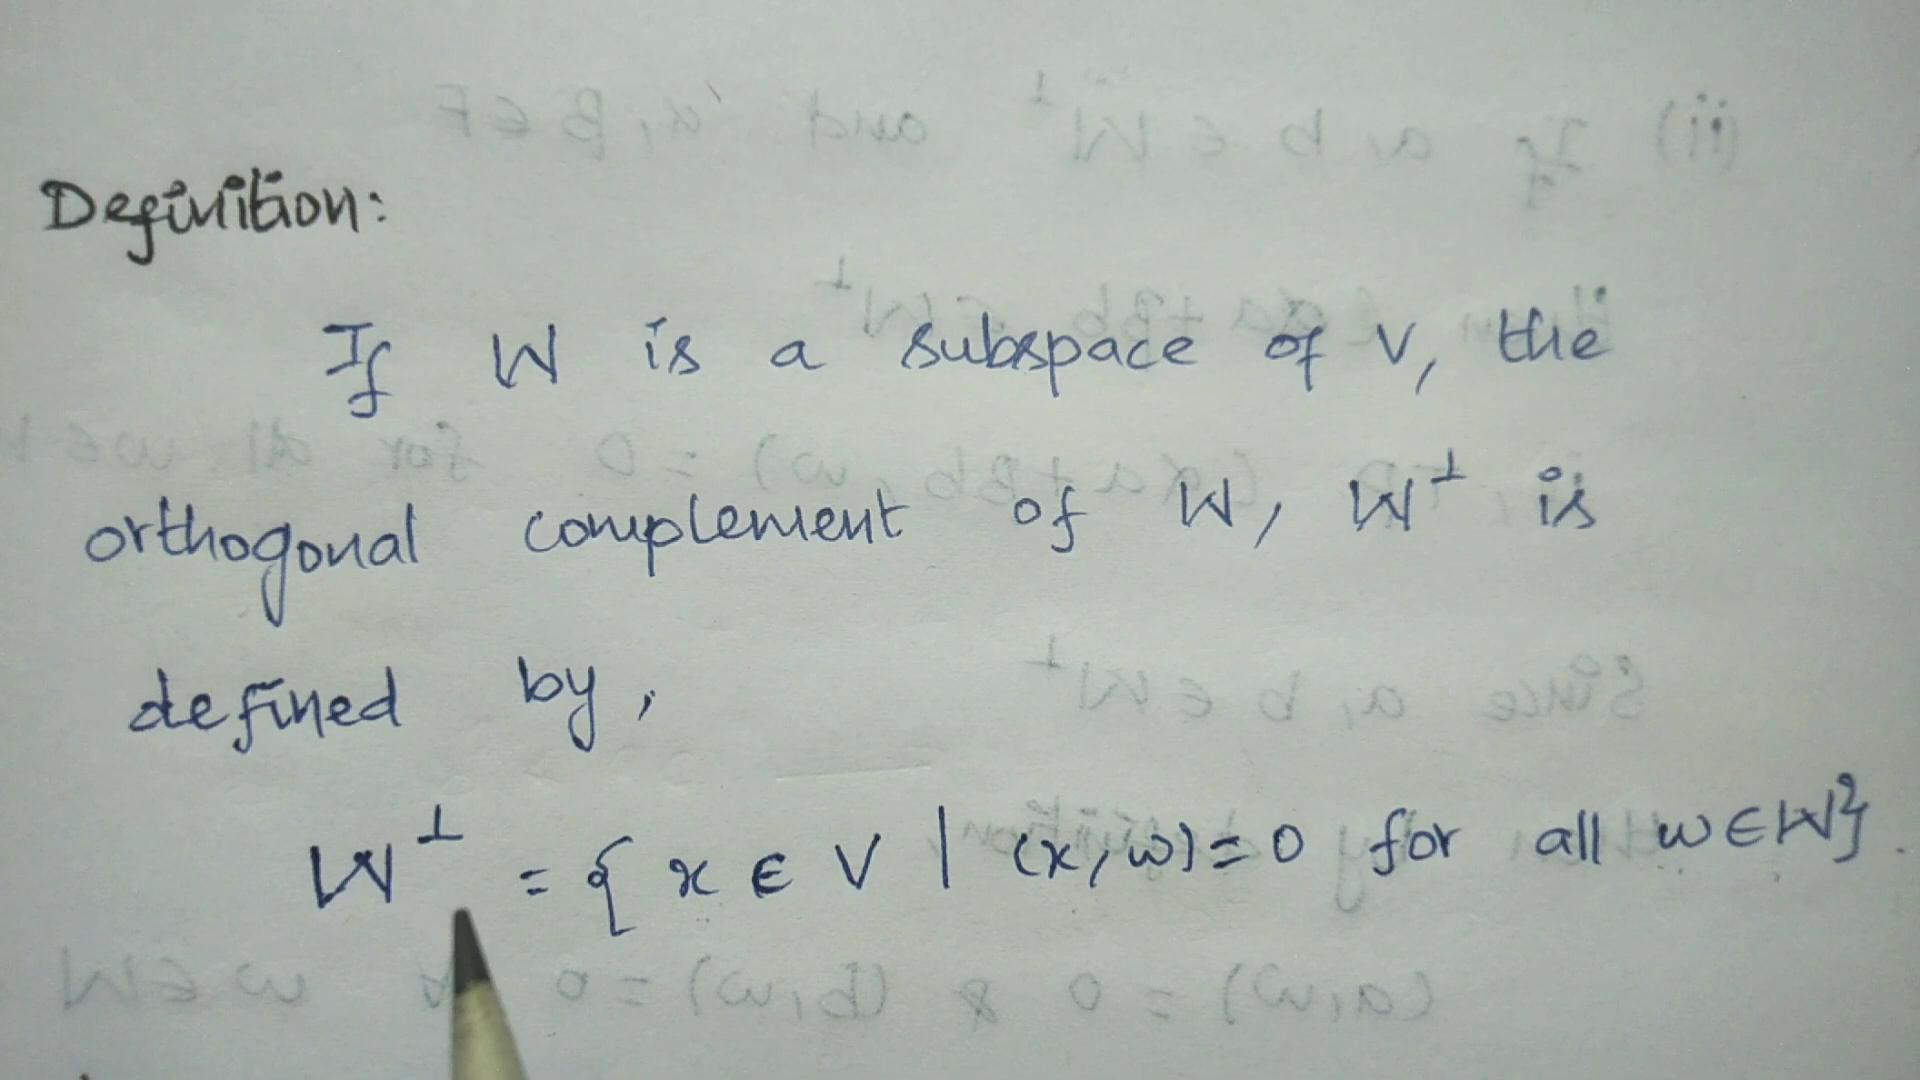 Definition:
If W is a subspace of V, the
orthogonal complement of W, W⊥ is
defined by,
W⊥ = { x ∈ V | (x, w) = 0 for all w ∈ W}.